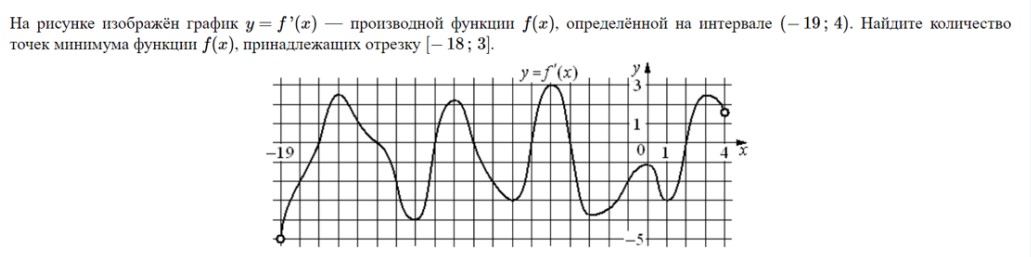 На рисунке изображён график y = f'(x) — производной функции f(x), определённой на интервале (−19; 4). Найдите количество
точек минимума функции f(x), принадлежащих отрезку [−18; 3].
y=f'(x)
y
3
1
−19
0
1
4
x
−5